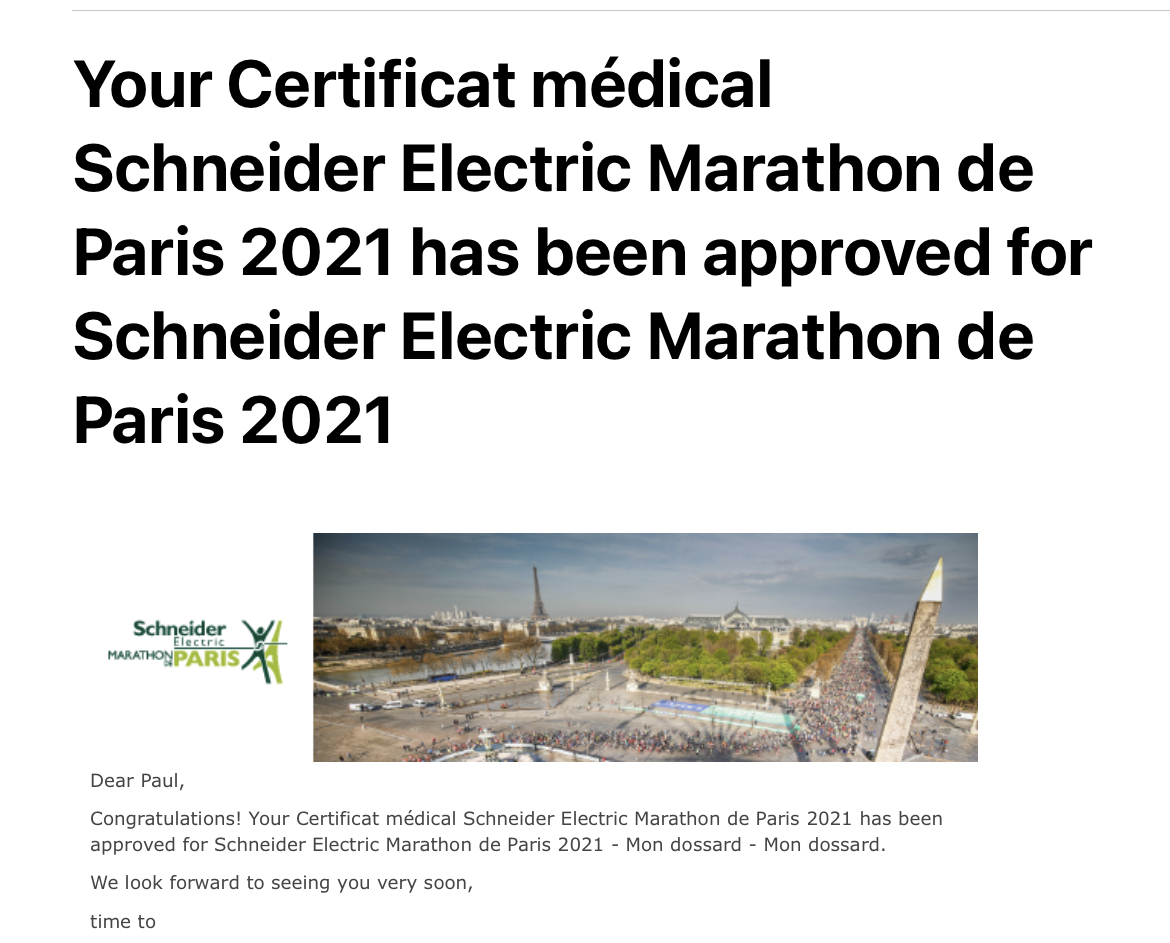 Your Certificat médical
Schneider Electric Marathon de
Paris 2021 has been approved for
Schneider Electric Marathon de
Paris 2021
Schneider
Electric
MARATHON DE PARIS
Dear Paul,
Congratulations! Your Certificat médical Schneider Electric Marathon de Paris 2021 has been
approved for Schneider Electric Marathon de Paris 2021 - Mon dossard - Mon dossard.
We look forward to seeing you very soon,
time to